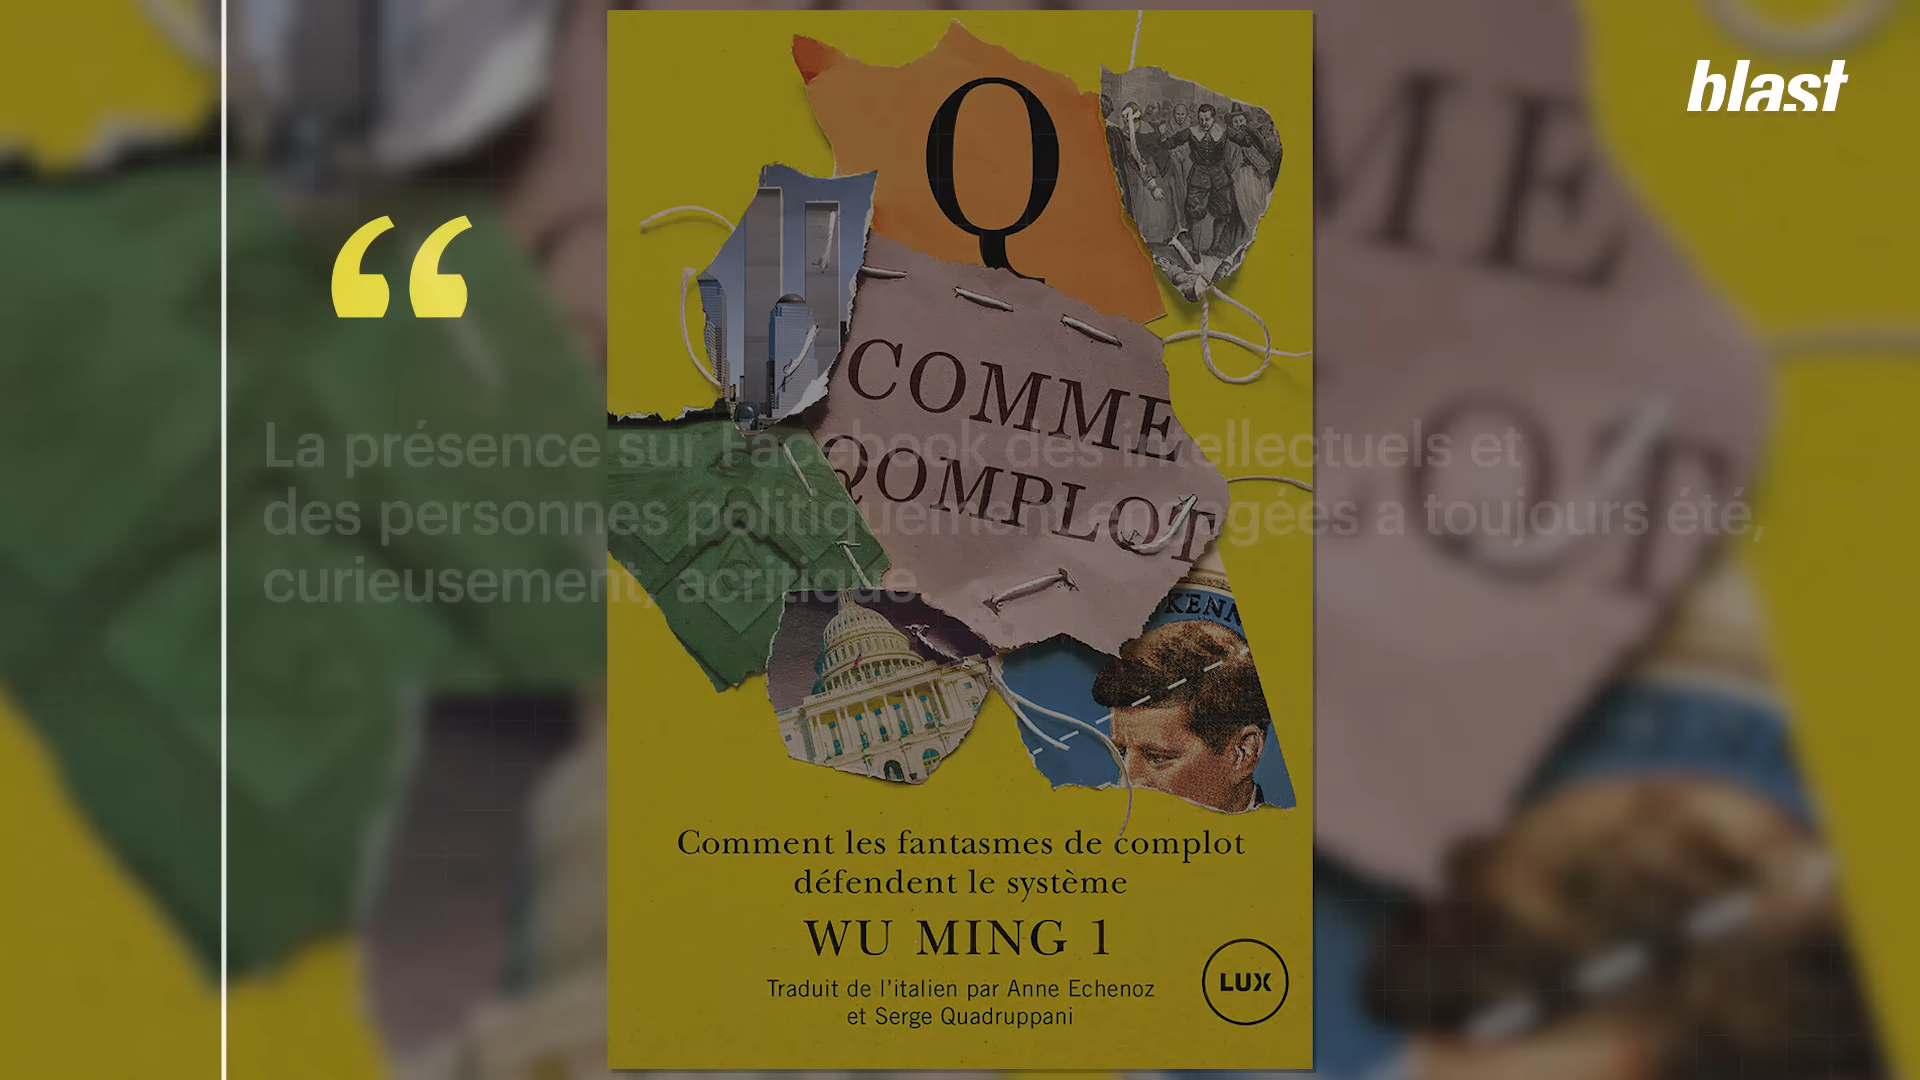 blast
Q
COMME
QOMPLOT
KENN
“
La présence sur Facebook des intellectuels et
des personnes politiquement engagées a toujours été,
curieusement, acritique.
Comment les fantasmes de complot
défendent le système
WU MING 1
Traduit de l’italien par Anne Echenoz
et Serge Quadruppani
LUX